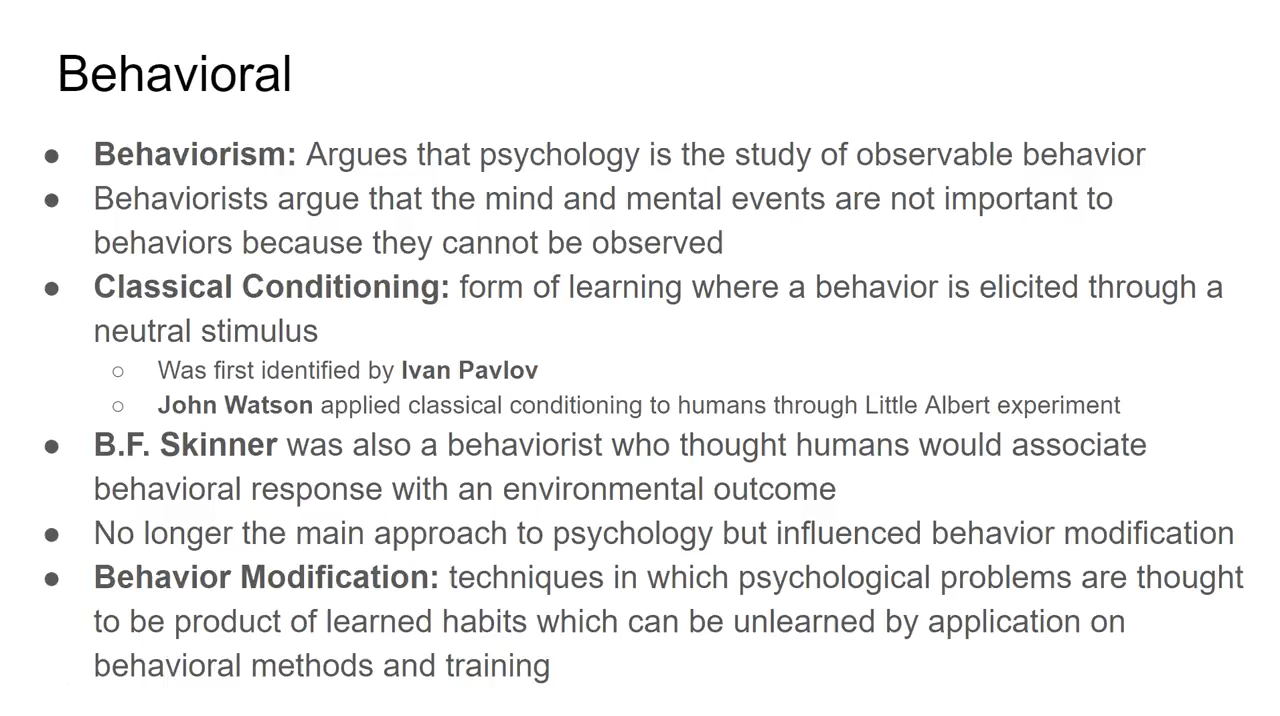 Behavioral
● Behaviorism: Argues that psychology is the study of observable behavior
● Behaviorists argue that the mind and mental events are not important to
behaviors because they cannot be observed
● Classical Conditioning: form of learning where a behavior is elicited through a
neutral stimulus
○ Was first identified by Ivan Pavlov
○ John Watson applied classical conditioning to humans through Little Albert experiment
● B.F. Skinner was also a behaviorist who thought humans would associate
behavioral response with an environmental outcome
● No longer the main approach to psychology but influenced behavior modification
● Behavior Modification: techniques in which psychological problems are thought
to be product of learned habits which can be unlearned by application on
behavioral methods and training